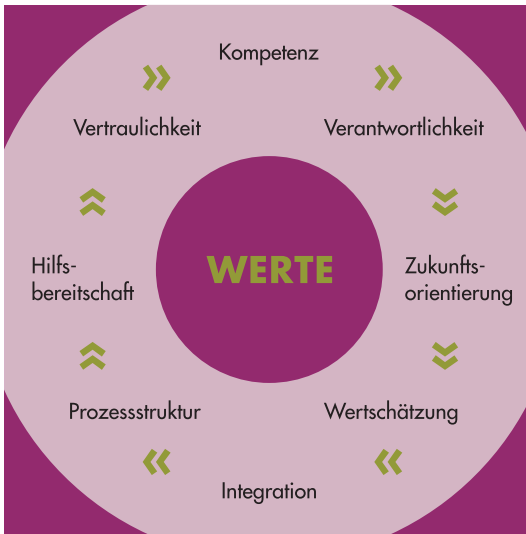 Kompetenz
Vertraulichkeit
Verantwortlichkeit
Hilfs-
bereitschaft
WERTE
Zukunfts-
orientierung
Prozessstruktur
Wertschätzung
Integration